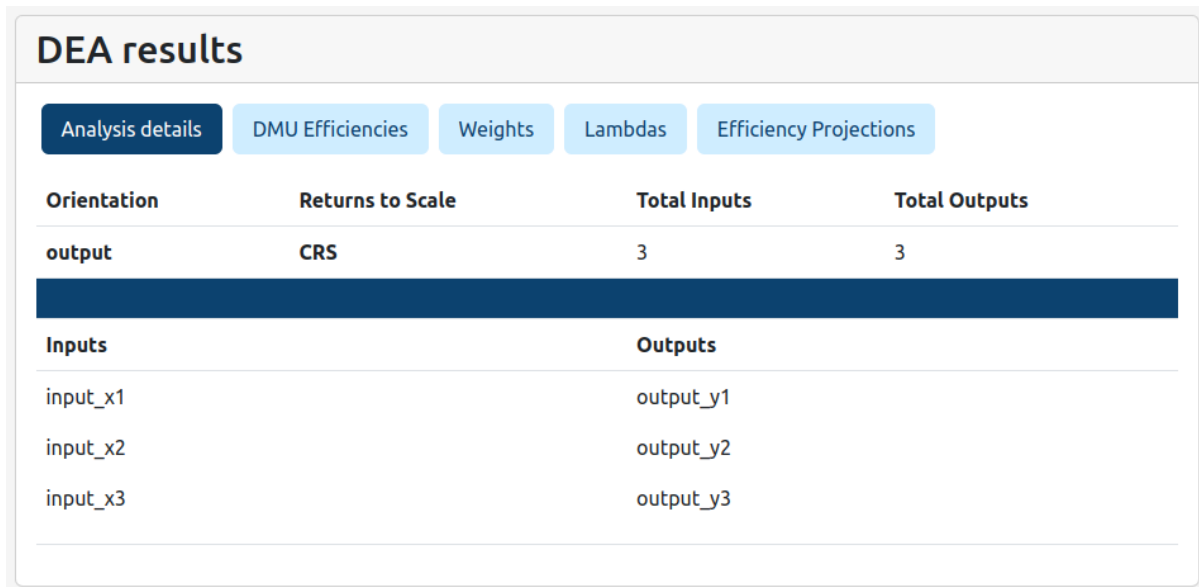 DEA results
Analysis details DMU Efficiencies Weights Lambdas Efficiency Projections
Orientation Returns to Scale Total Inputs Total Outputs
output CRS 3 3
Inputs Outputs
input_x1 output_y1
input_x2 output_y2
input_x3 output_y3